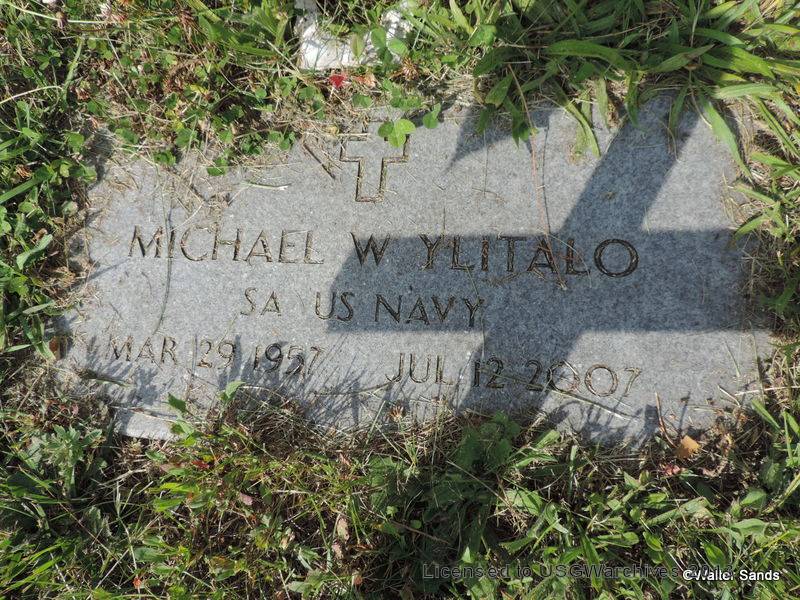 MICHAEL W YLITALO
SA US NAVY
MAR 29 1957 JUL 12 2007
Licensed to USGWarchives
©Walter Sands